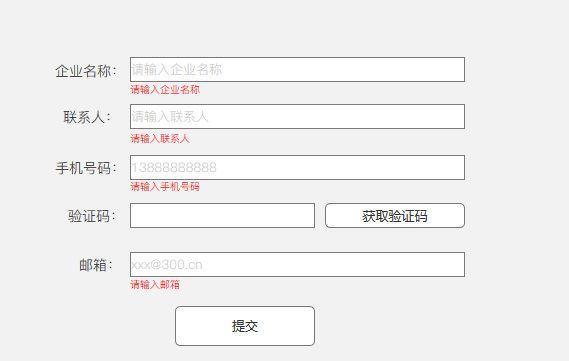 企业名称： 请输入企业名称
请输入企业名称
联系人： 请输入联系人
请输入联系人
手机号码： 13888888888
请输入手机号码
验证码： 获取验证码
邮箱： xxx@300.cn
请输入邮箱
提交